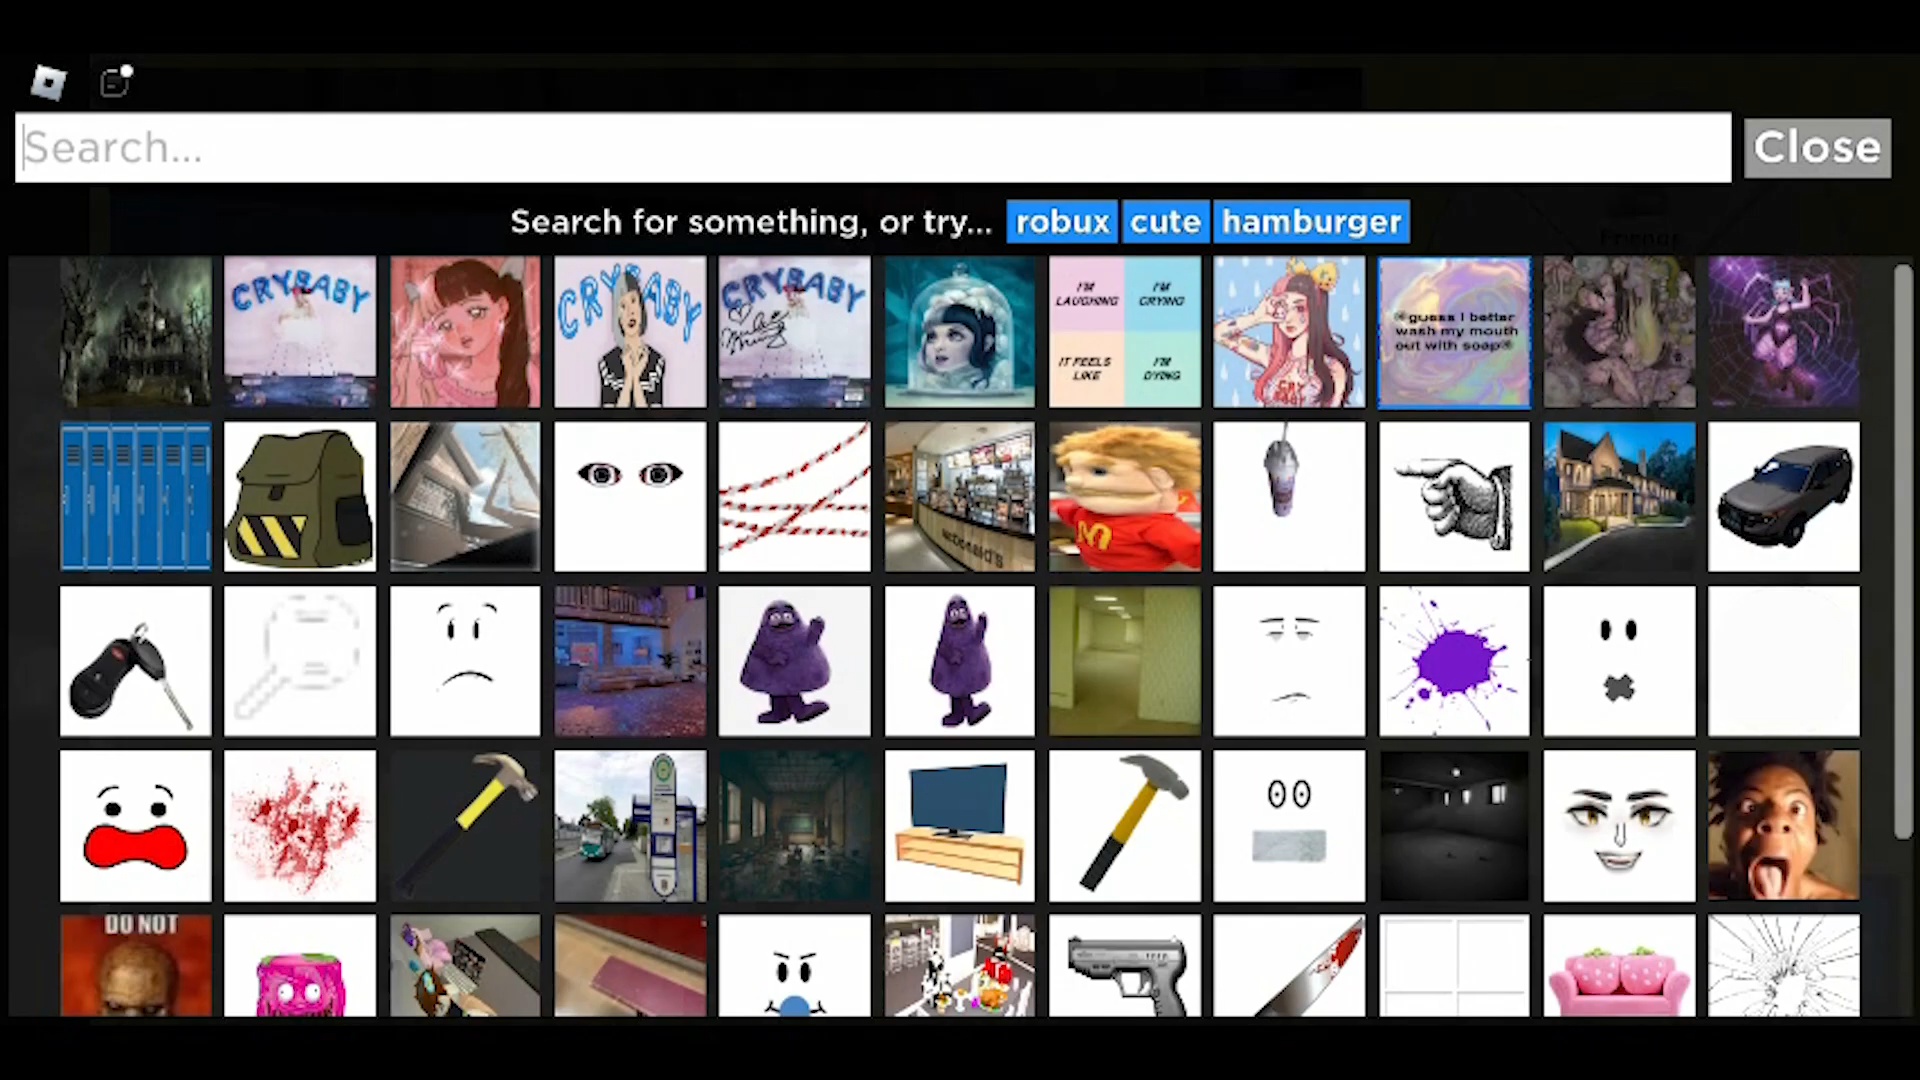 Search...
Close
Search for something, or try... robux cute hamburger
CRYBABY
CRYBABY
CRYBABY
I'M LAUGHING
I'M CRYING
IT FEELS LIKE
I'M DYING
guess I better
wash my mouth
out with soap
McDonald's
DO NOT